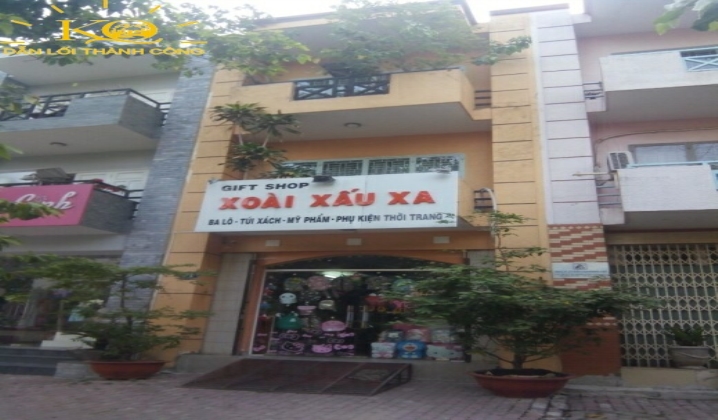 DẪN LỐI THÀNH CÔNG
GIFT SHOP
XOÀI XẤU XA
BA LÔ - TÚI XÁCH - MỸ PHẨM - PHỤ KIỆN THỜI TRANG